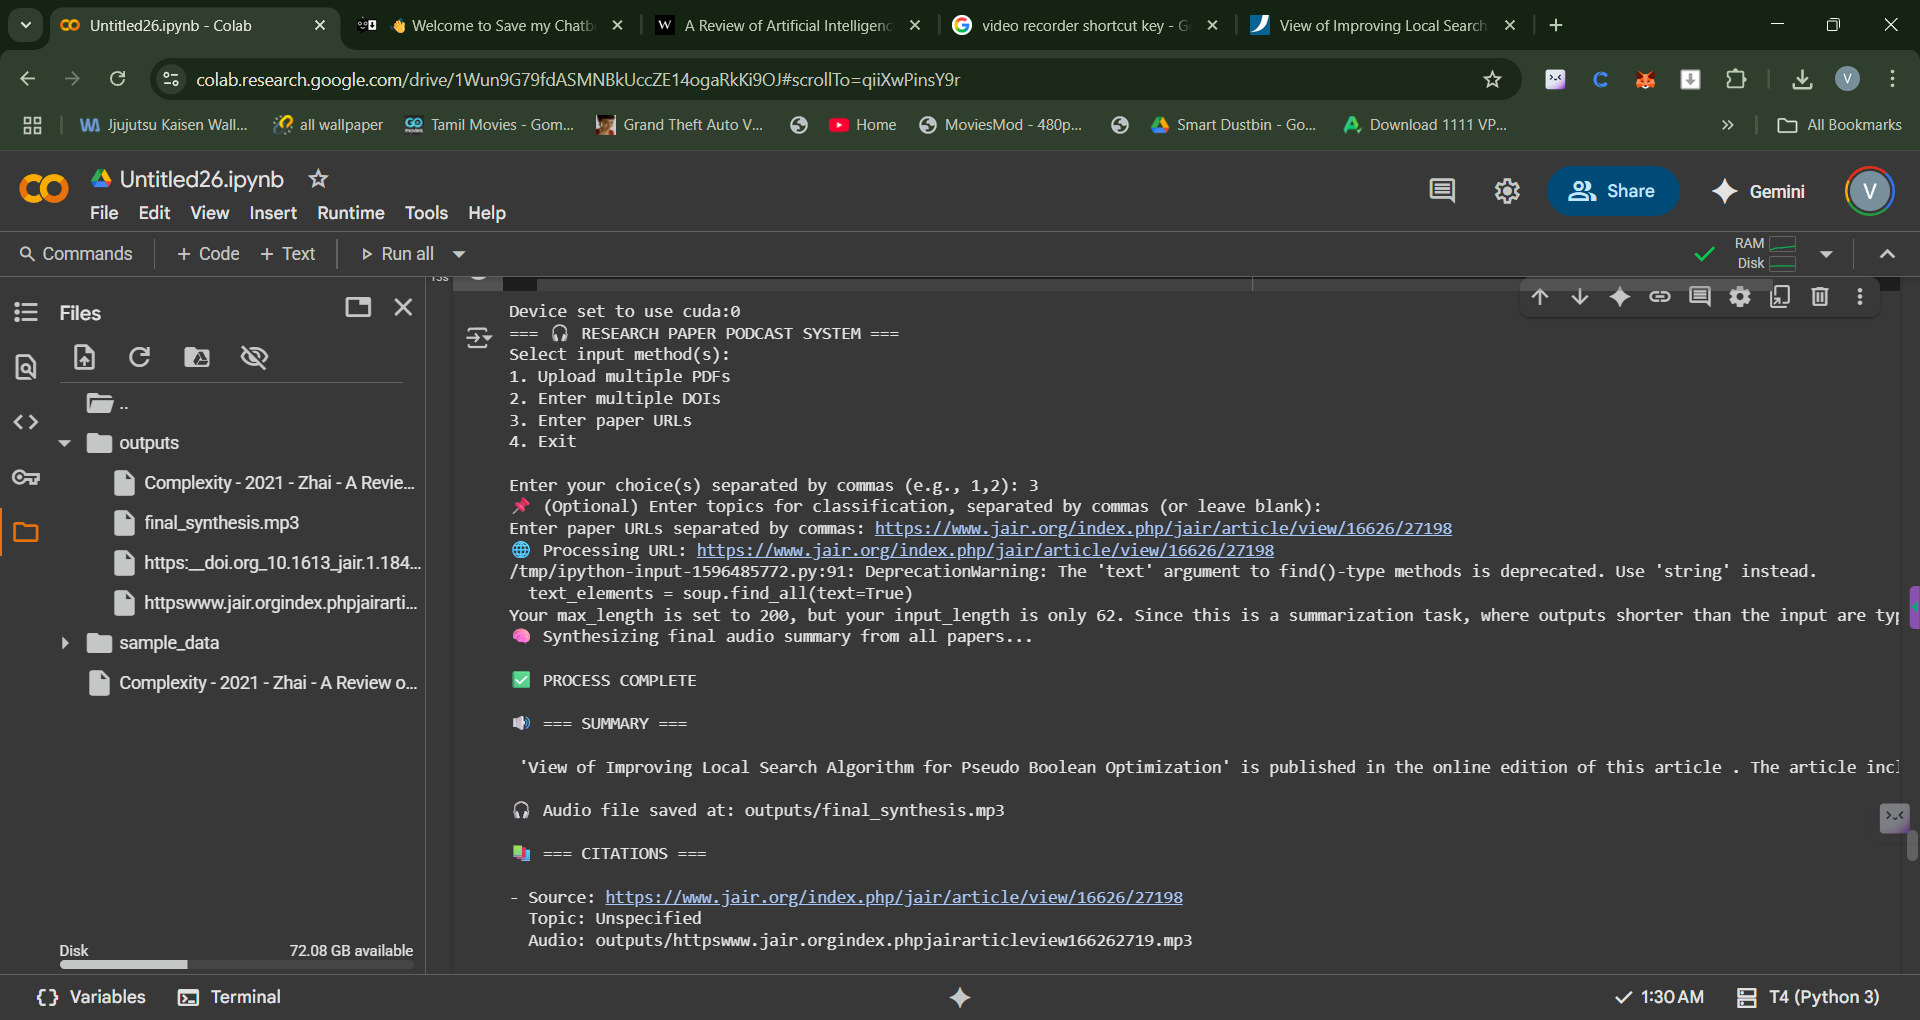 Untitled26.ipynb - Colab
👋 Welcome to Save my Chatb
A Review of Artificial Intelligenc
video recorder shortcut key - G
View of Improving Local Search
colab.research.google.com/drive/1Wun9G79fdASMNBkUccZE14ogaRkKi9OJ#scrollTo=qiiXwPinsY9r
V
Jjujutsu Kaisen Wall...
all wallpaper
Tamil Movies - Gom...
Grand Theft Auto V...
Home
MoviesMod - 480p...
Smart Dustbin - Go...
Download 1111 VP...
All Bookmarks
Untitled26.ipynb
File Edit View Insert Runtime Tools Help
Share
Gemini
V
Commands + Code + Text Run all
RAM
Disk
Files
..
outputs
Complexity - 2021 - Zhai - A Revie...
final_synthesis.mp3
https:__doi.org_10.1613_jair.1.184...
httpswww.jair.orgindex.phpjairarti...
sample_data
Complexity - 2021 - Zhai - A Review o...
Disk 72.08 GB available
13s
Device set to use cuda:0
=== 🎧 RESEARCH PAPER PODCAST SYSTEM ===
Select input method(s):
1. Upload multiple PDFs
2. Enter multiple DOIs
3. Enter paper URLs
4. Exit
Enter your choice(s) separated by commas (e.g., 1,2): 3
📌 (Optional) Enter topics for classification, separated by commas (or leave blank):
Enter paper URLs separated by commas: https://www.jair.org/index.php/jair/article/view/16626/27198
🌐 Processing URL: https://www.jair.org/index.php/jair/article/view/16626/27198
/tmp/ipython-input-1596485772.py:91: DeprecationWarning: The 'text' argument to find()-type methods is deprecated. Use 'string' instead.
text_elements = soup.find_all(text=True)
Your max_length is set to 200, but your input_length is only 62. Since this is a summarization task, where outputs shorter than the input are typ
🧠 Synthesizing final audio summary from all papers...
✅ PROCESS COMPLETE
🔊 === SUMMARY ===
'View of Improving Local Search Algorithm for Pseudo Boolean Optimization' is published in the online edition of this article . The article incl
🎧 Audio file saved at: outputs/final_synthesis.mp3
📚 === CITATIONS ===
- Source: https://www.jair.org/index.php/jair/article/view/16626/27198
Topic: Unspecified
Audio: outputs/httpswww.jair.orgindex.phpjairarticleview166262719.mp3
Variables
Terminal
1:30 AM
T4 (Python 3)